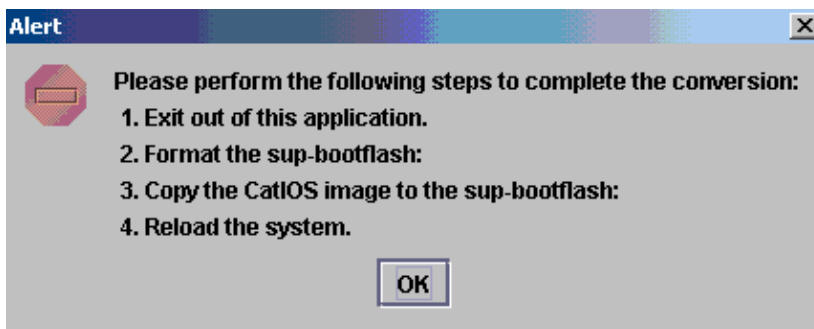 Alert
Please perform the following steps to complete the conversion:
1. Exit out of this application.
2. Format the sup-bootflash:
3. Copy the CatIOS image to the sup-bootflash:
4. Reload the system.
OK